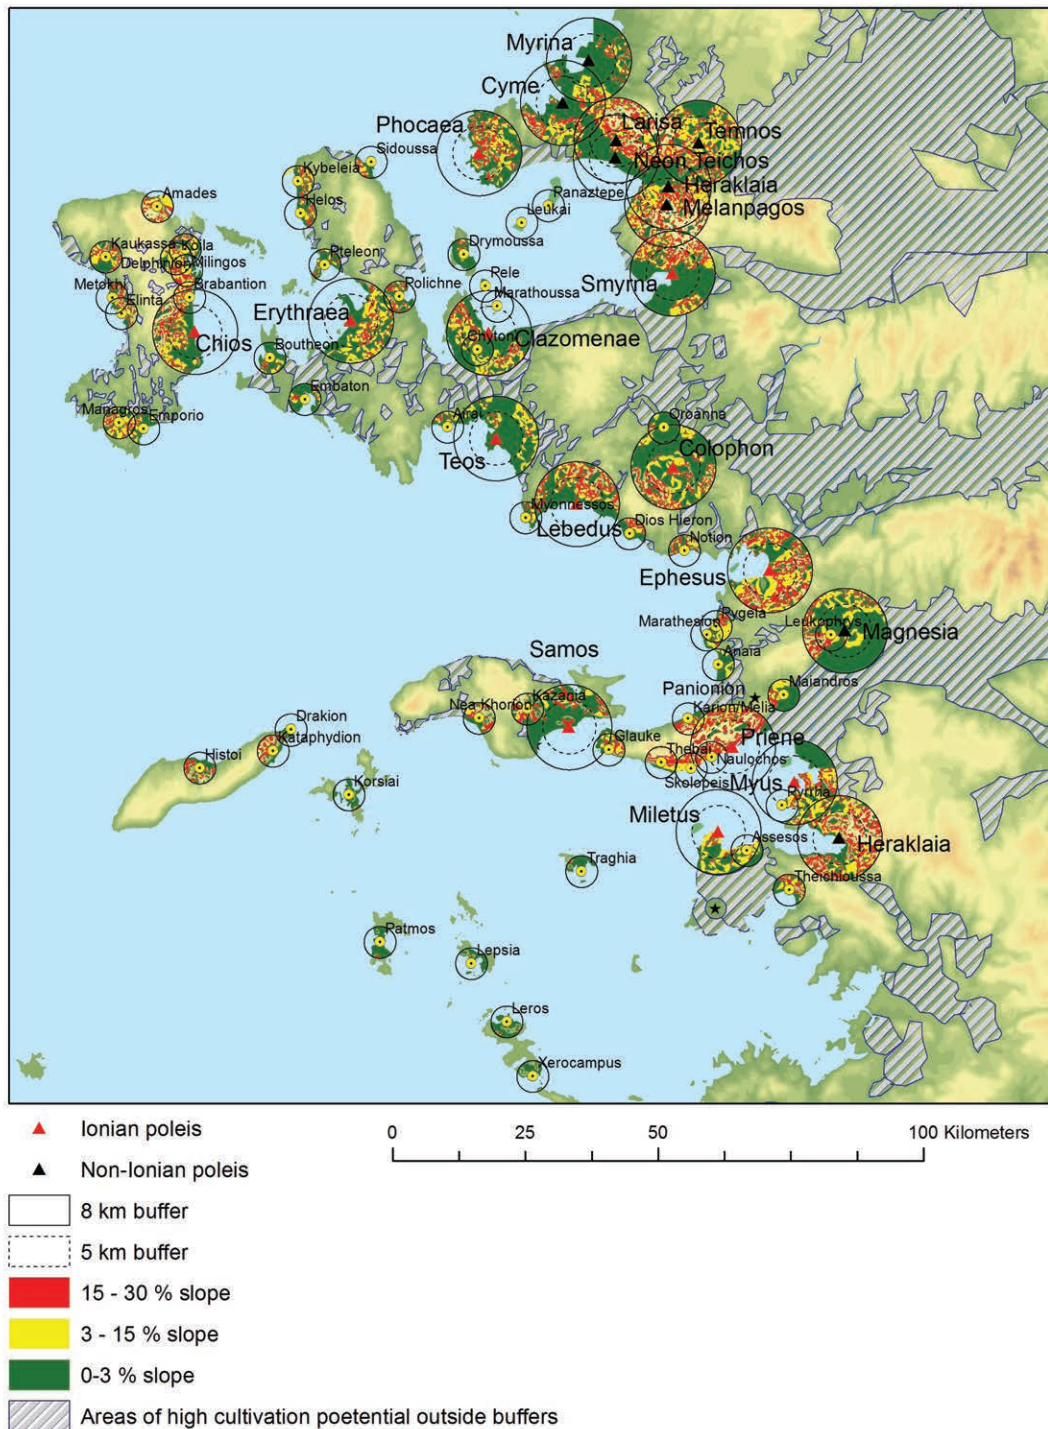 Myrina
Cyme
Phocaea
Larisa
Temnos
Sidoussa
Neon Teichos
Kybeleia
Heraklaia
Panaztepe
Amades
Helos
Melanpagos
Leukai
Kaukassa
Koila
Drymoussa
Delphinion
Milingos
Pteleon
Pele
Smyrna
Metokhi
Brabantion
Polichne
Elinta
Marathoussa
Erythraea
Chios
Clazomenae
Chyton
Boutheon
Embaton
Managros
Emporio
Airai
Oroanna
Teos
Colophon
Myonnessos
Lebedus
Dios Hieron
Notion
Ephesus
Pygela
Marathesion
Leukophrys
Magnesia
Samos
Anaia
Panionion
Maiandros
Nea Khorion
Kazania
Karion/Melia
Drakion
Glauke
Priene
Kataphydion
Thebai
Naulochos
Histoi
Skolopeis
Myus
Korsiai
Pyrrha
Miletus
Assesos
Heraklaia
Traghia
Theichioussa
Patmos
Lepsia
Leros
Xerocampus
Ionian poleis
0 25 50 100 Kilometers
Non-Ionian poleis
8 km buffer
5 km buffer
15 - 30 % slope
3 - 15 % slope
0-3 % slope
Areas of high cultivation poetential outside buffers